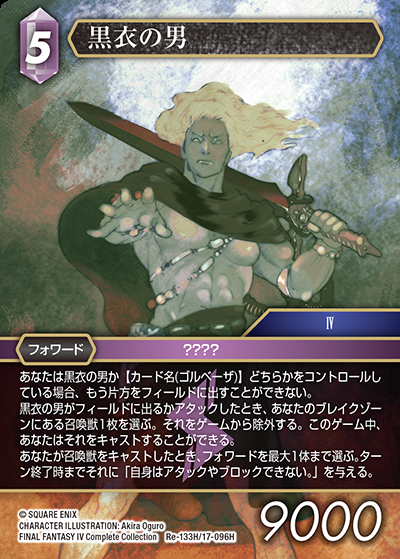 5
黒衣の男
IV
フォワード
????
あなたは黒衣の男か【カード名(ゴルベーザ)】どちらかをコントロールし
ている場合、もう片方をフィールドに出すことができない。
黒衣の男がフィールドに出るかアタックしたとき、あなたのブレイクゾー
ンにある召喚獣1枚を選ぶ。それをゲームから除外する。このゲーム中、
あなたはそれをキャストすることができる。
あなたが召喚獣をキャストしたとき、フォワードを最大1体まで選ぶ。ター
ン終了時までそれに「自身はアタックやブロックできない。」を与える。
© SQUARE ENIX
CHARACTER ILLUSTRATION: Akira Oguro
FINAL FANTASY IV Complete Collection Re-133H/17-096H
9000